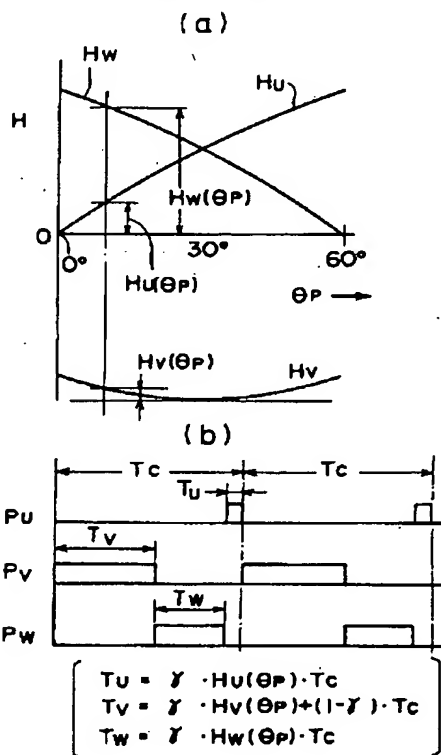 (a)
Hw
Hu
H
Hw(θP)
0
0°
30°
60°
Hu(θP)
θP
Hv(θP)
Hv
(b)
Tc
Tc
Tu
Pu
Tv
Pv
Tw
Pw
Tu = γ ·Hu(θP)·Tc
Tv = γ ·Hv(θP)+(1-γ)·Tc
Tw = γ ·Hw(θP)·Tc